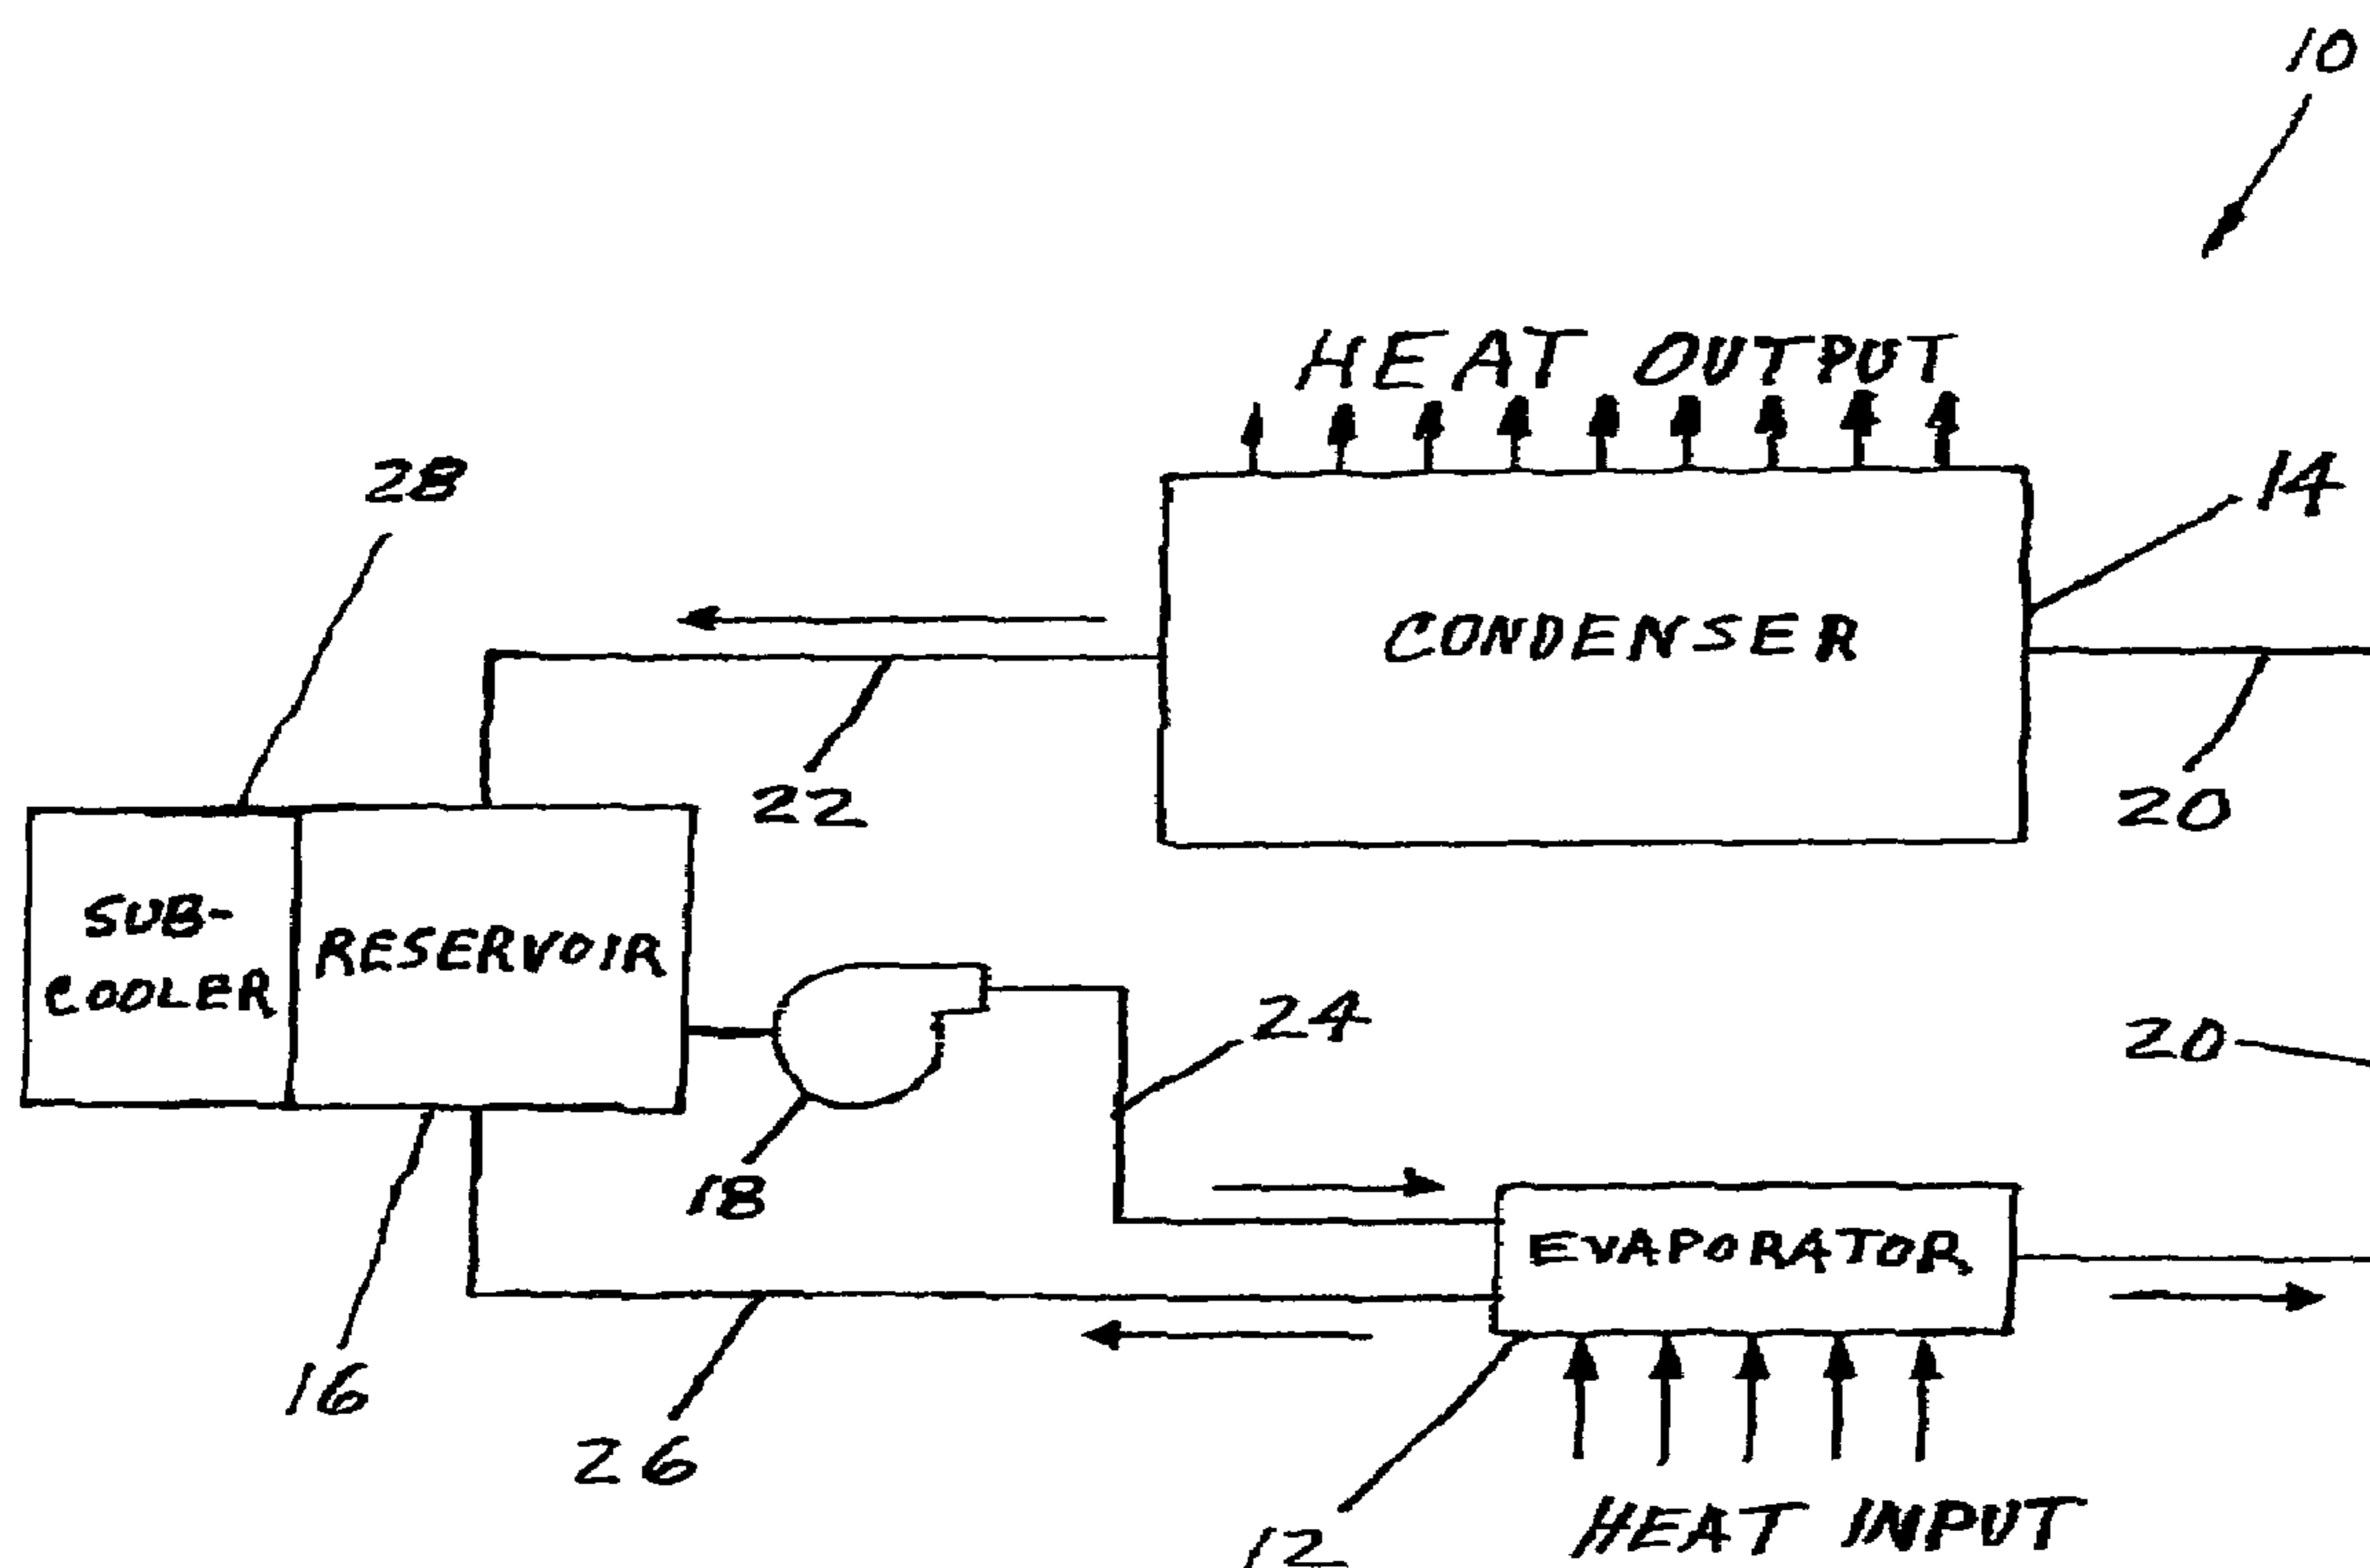 10
HEAT OUTPUT
28
14
CONDENSER
22
20
SUB-
COOLER
RESERVOIR
24
20
18
EVAPORATOR
16
26
12
HEAT INPUT